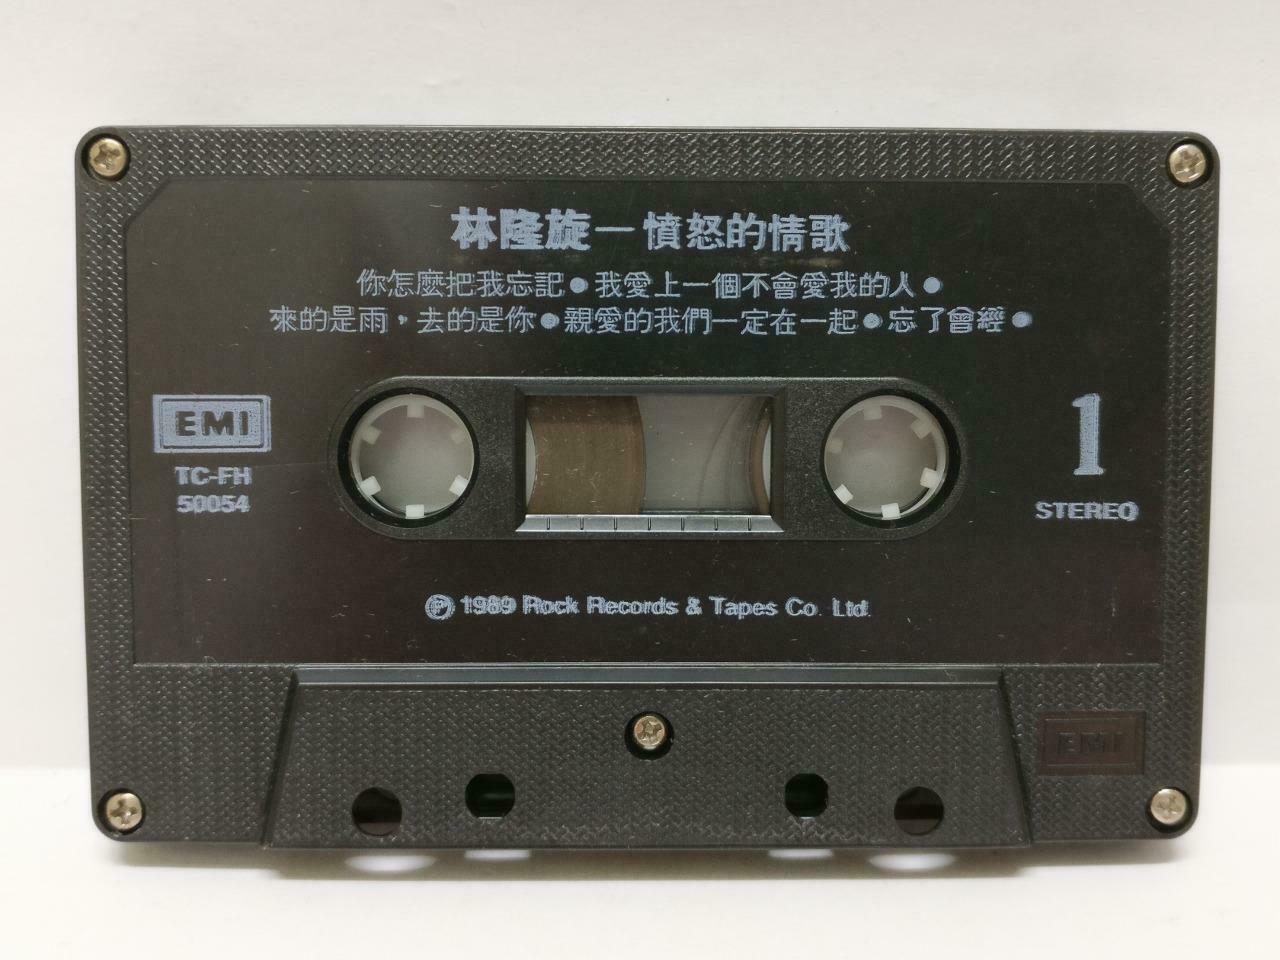 林隆旋—憤怒的情歌
你怎麼把我忘記●我愛上一個不會愛我的人●
來的是雨，去的是你●親愛的我們一定在一起●忘了曾經●
EMI
TC-FH
50054
1
STEREO
Ⓟ 1989 Rock Records & Tapes Co. Ltd.
EMI